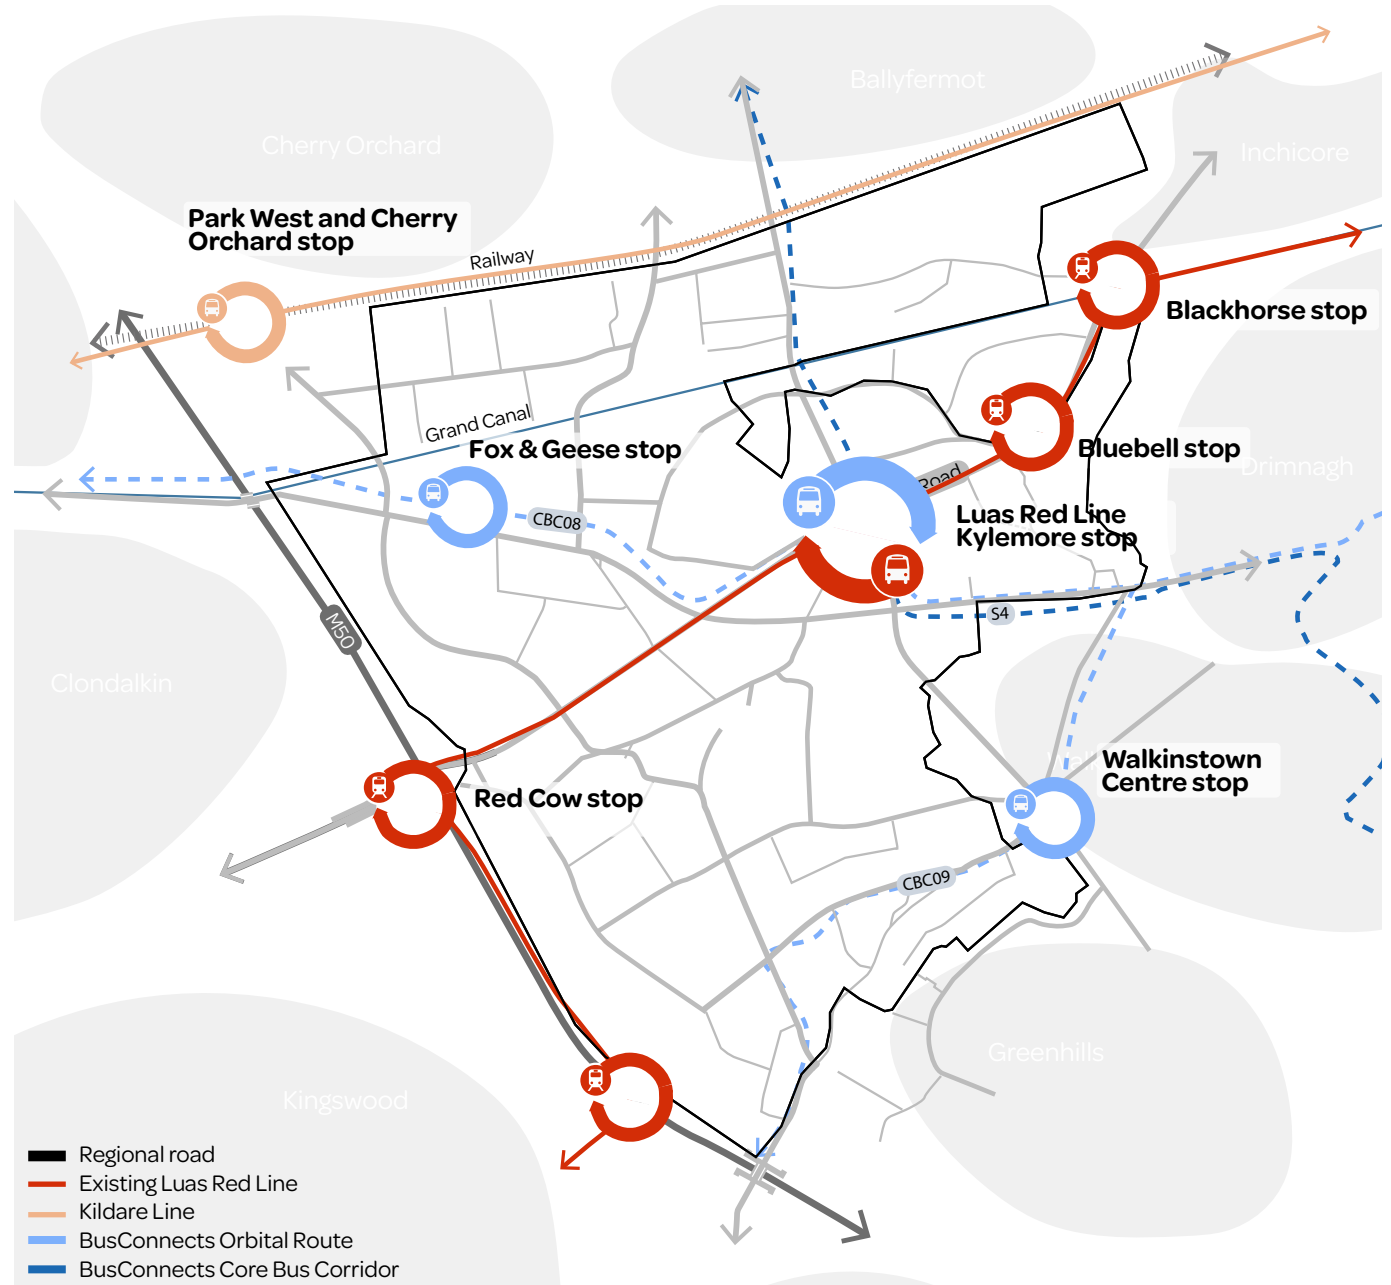 Ballyfermot
Cherry Orchard
Inchicore
Park West and Cherry
Orchard stop
Railway
Blackhorse stop
Grand Canal
Fox & Geese stop
Bluebell stop
Drimnagh
Road
CBC08
Luas Red Line
Kylemore stop
S4
M50
Clondalkin
Walkinstown
Centre stop
Red Cow stop
CBC09
Greenhills
Kingswood
Regional road
Existing Luas Red Line
Kildare Line
BusConnects Orbital Route
BusConnects Core Bus Corridor